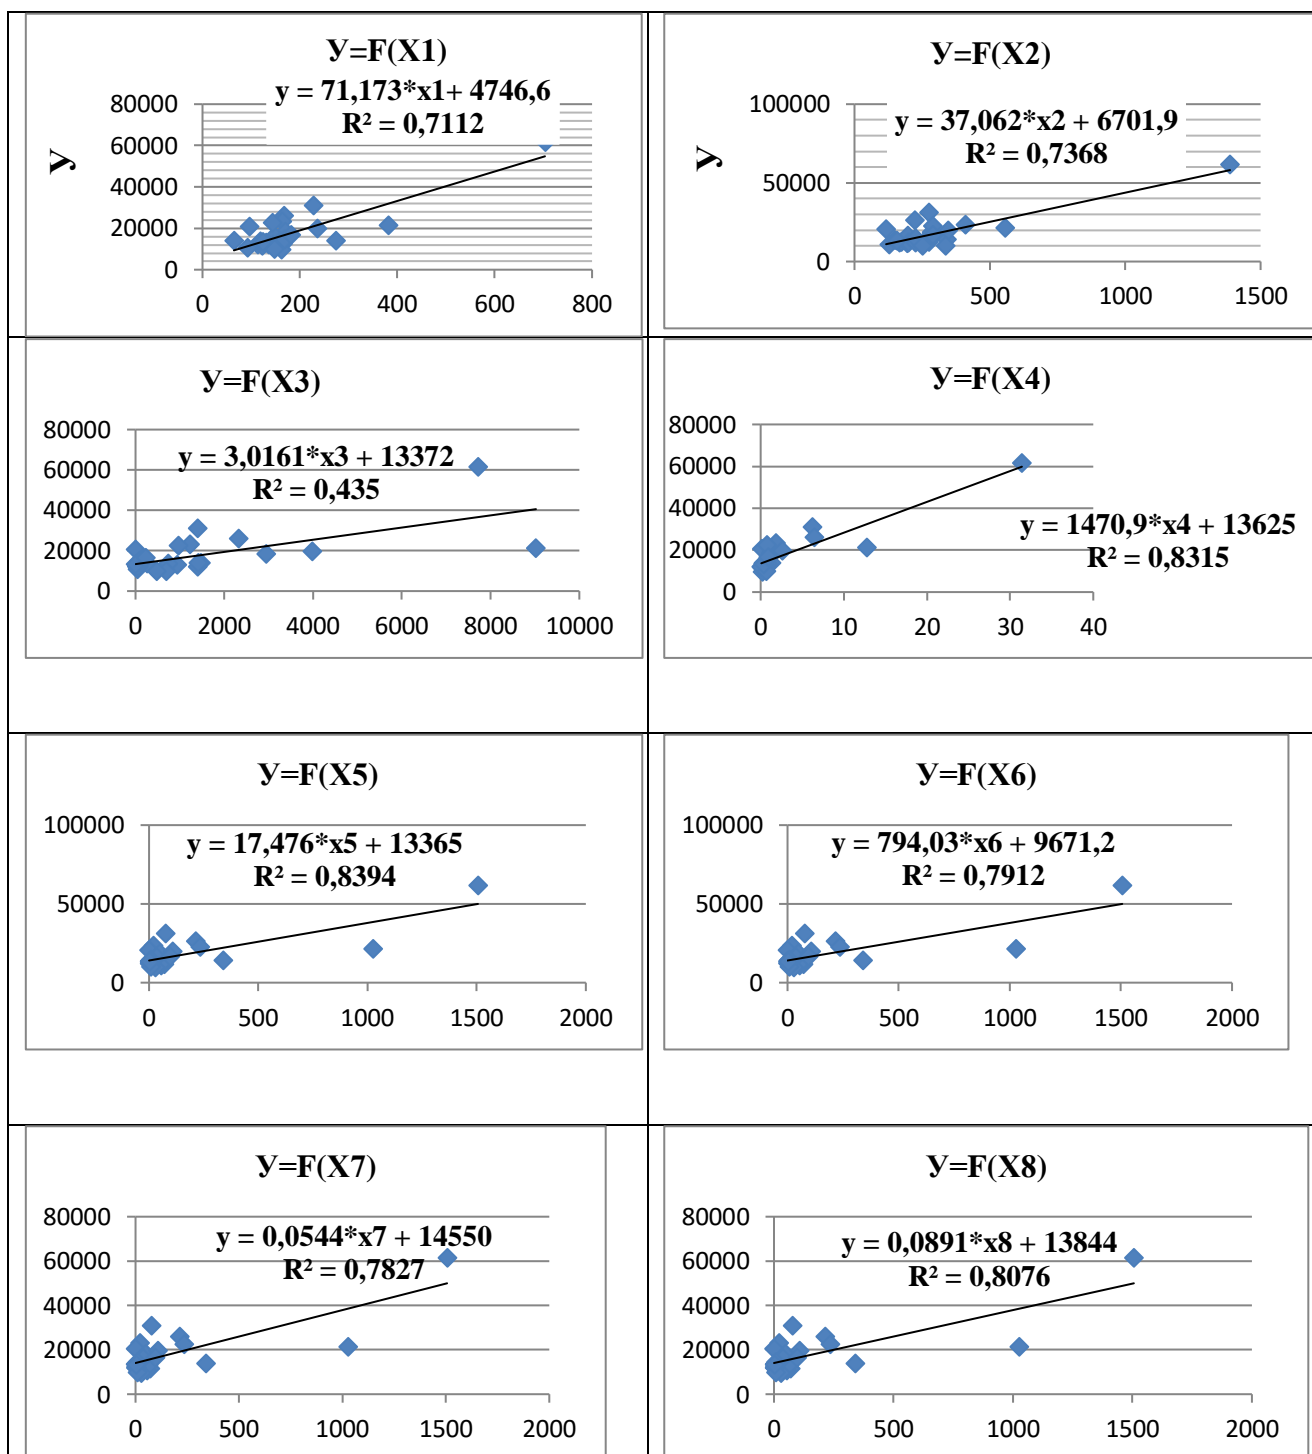 У=F(X1)
y = 71,173*x1+ 4746,6
R² = 0,7112
80000
60000
40000
20000
0
0 200 400 600 800
У
У=F(X2)
y = 37,062*x2 + 6701,9
R² = 0,7368
100000
50000
0
0 500 1000 1500
У
У=F(X3)
y = 3,0161*x3 + 13372
R² = 0,435
80000
60000
40000
20000
0
0 2000 4000 6000 8000 10000
У=F(X4)
80000
60000
40000
20000
0
y = 1470,9*x4 + 13625
R² = 0,8315
0 10 20 30 40
У=F(X5)
y = 17,476*x5 + 13365
R² = 0,8394
100000
50000
0
0 500 1000 1500 2000
У=F(X6)
y = 794,03*x6 + 9671,2
R² = 0,7912
100000
50000
0
0 500 1000 1500 2000
У=F(X7)
y = 0,0544*x7 + 14550
R² = 0,7827
80000
60000
40000
20000
0
0 500 1000 1500 2000
У=F(X8)
y = 0,0891*x8 + 13844
R² = 0,8076
80000
60000
40000
20000
0
0 500 1000 1500 2000